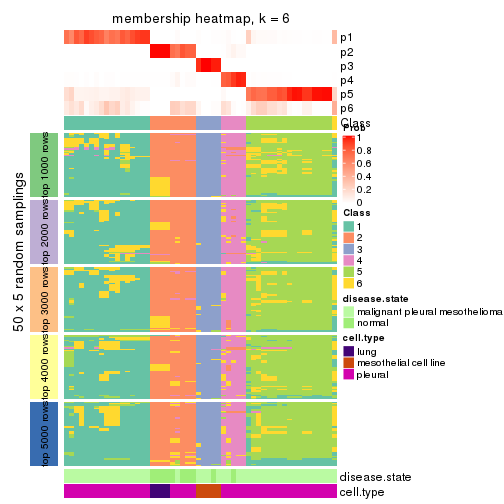 membership heatmap, k = 6
p1
p2
p3
p4
p5
p6
Class
Prob
1
0.8
0.6
0.4
0.2
0
Class
1
2
3
4
5
6
disease.state
malignant pleural mesothelioma
normal
cell.type
lung
mesothelial cell line
pleural
50 x 5 random samplings
top 1000 rows
top 2000 rows
top 3000 rows
top 4000 rows
top 5000 rows
disease.state
cell.type